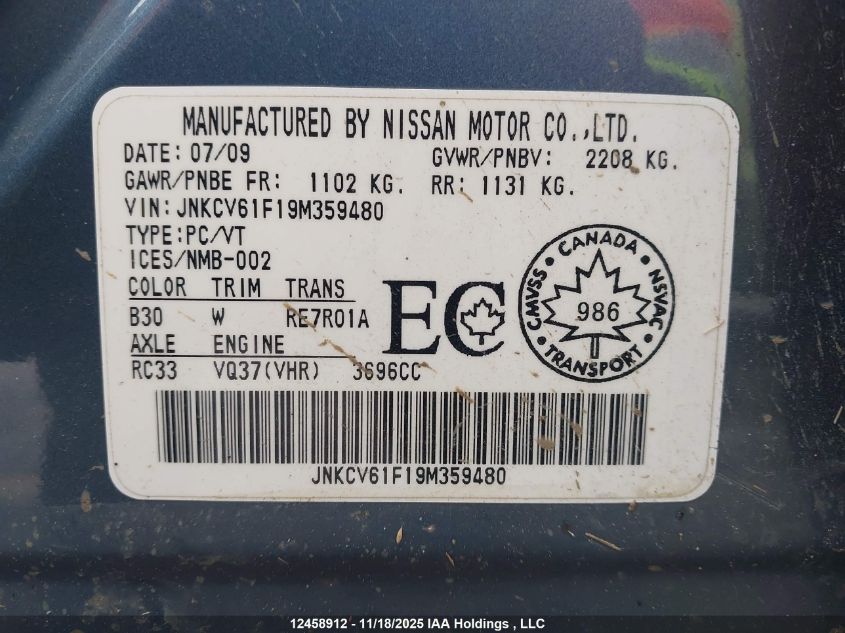 MANUFACTURED BY NISSAN MOTOR CO.,LTD.
DATE: 07/09 GVWR/PNBV: 2208 KG.
GAWR/PNBE FR: 1102 KG. RR: 1131 KG.
VIN: JNKCV61F19M359480
TYPE:PC/VT
ICES/NMB-002
COLOR TRIM TRANS
B30 W RE7R01A
AXLE ENGINE
RC33 VQ37(VHR) 3696CC
EC
CANADA
CMVSS 986 NSVAC
TRANSPORT
JNKCV61F19M359480
12458912 - 11/18/2025 IAA Holdings , LLC